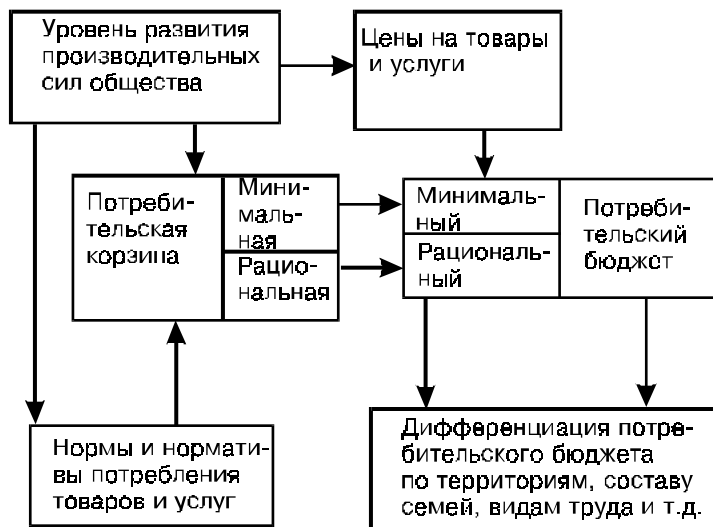 Уровень развития
производительных
сил общества
Цены на товары
и услуги
Потреби-
тельская
корзина
Мини-
маль-
ная
Рацио-
нальная
Минималь-
ный
Рациональ-
ный
Потреби-
тельский
бюджет
Нормы и нормати-
вы потребления
товаров и услуг
Дифференциация потре-
бительского бюджета
по территориям, составу
семей, видам труда и т.д.